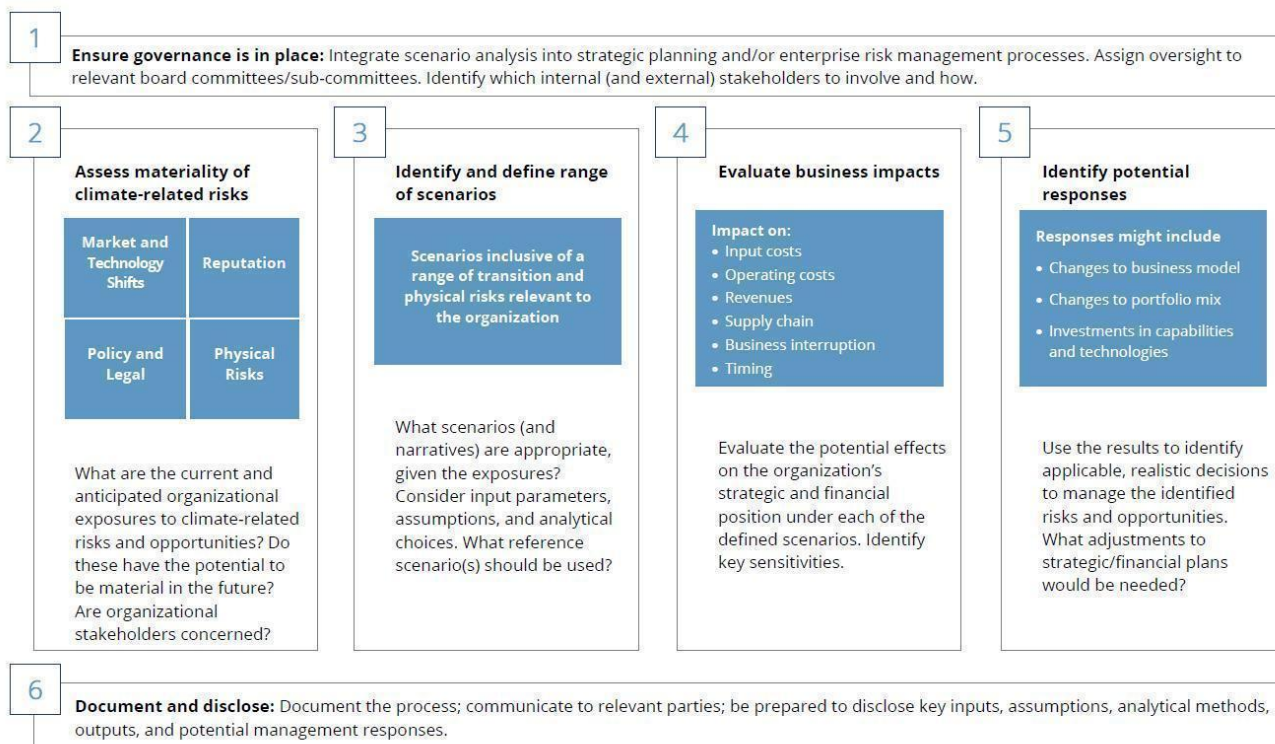 1
Ensure governance is in place: Integrate scenario analysis into strategic planning and/or enterprise risk management processes. Assign oversight to
relevant board committees/sub-committees. Identify which internal (and external) stakeholders to involve and how.
2
Assess materiality of
climate-related risks
Market and
Technology
Shifts
Reputation
Policy and
Legal
Physical
Risks
What are the current and
anticipated organizational
exposures to climate-related
risks and opportunities? Do
these have the potential to
be material in the future?
Are organizational
stakeholders concerned?
3
Identify and define range
of scenarios
Scenarios inclusive of a
range of transition and
physical risks relevant to
the organization
What scenarios (and
narratives) are appropriate,
given the exposures?
Consider input parameters,
assumptions, and analytical
choices. What reference
scenario(s) should be used?
4
Evaluate business impacts
Impact on:
• Input costs
• Operating costs
• Revenues
• Supply chain
• Business interruption
• Timing
Evaluate the potential effects
on the organization’s
strategic and financial
position under each of the
defined scenarios. Identify
key sensitivities.
5
Identify potential
responses
Responses might include
• Changes to business model
• Changes to portfolio mix
• Investments in capabilities
and technologies
Use the results to identify
applicable, realistic decisions
to manage the identified
risks and opportunities.
What adjustments to
strategic/financial plans
would be needed?
6
Document and disclose: Document the process; communicate to relevant parties; be prepared to disclose key inputs, assumptions, analytical methods,
outputs, and potential management responses.